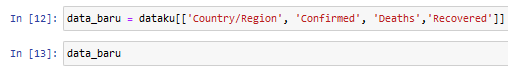 In [12]: data_baru = dataku[['Country/Region', 'Confirmed', 'Deaths','Recovered']]
In [13]: data_baru